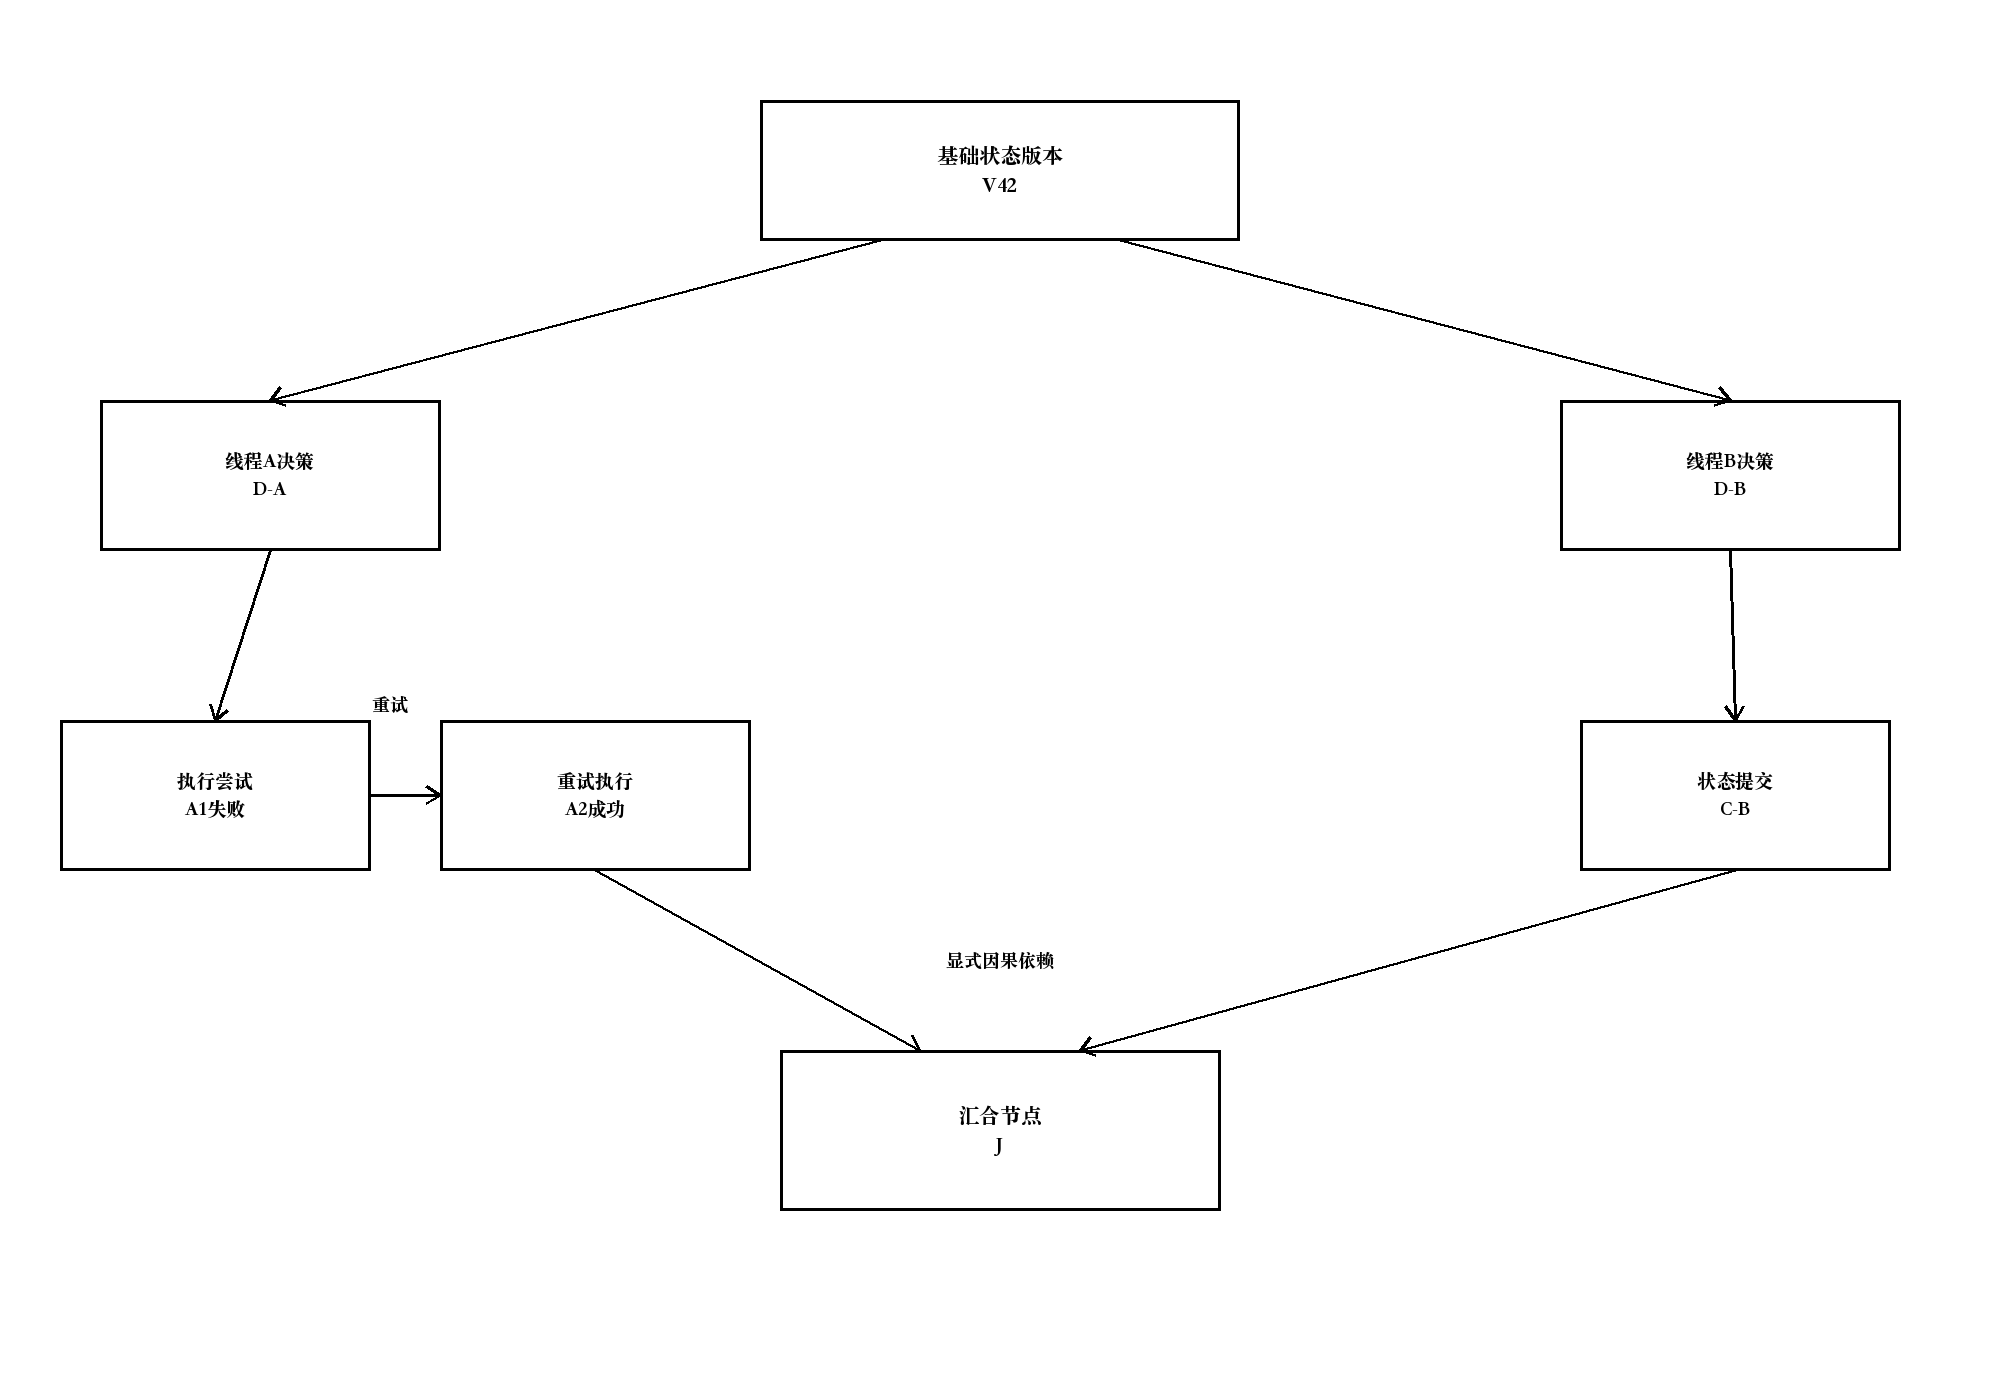 基础状态版本
V42
线程A决策
D-A
线程B决策
D-B
重试
执行尝试
A1失败
重试执行
A2成功
状态提交
C-B
显式因果依赖
汇合节点
J